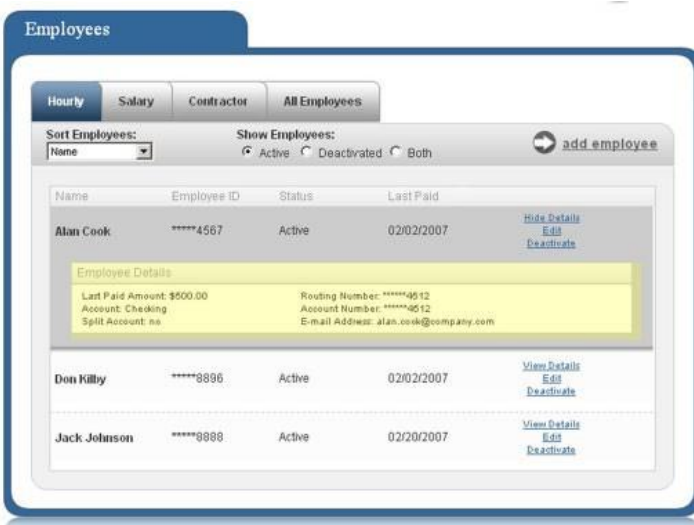 Employees
Hourly Salary Contractor All Employees
Sort Employees: Show Employees:
Name Active Deactivated Both add employee
Name Employee ID Status Last Paid
Alan Cook *****4567 Active 02/02/2007 Hide Details
Edit
Deactivate
Employee Details
Last Paid Amount: $500.00 Routing Number: ******4512
Account: Checking Account Number: ******4512
Split Account: no E-mail Address: alan.cook@company.com
Don Kilby *****8896 Active 02/02/2007 View Details
Edit
Deactivate
Jack Johnson *****8888 Active 02/20/2007 View Details
Edit
Deactivate